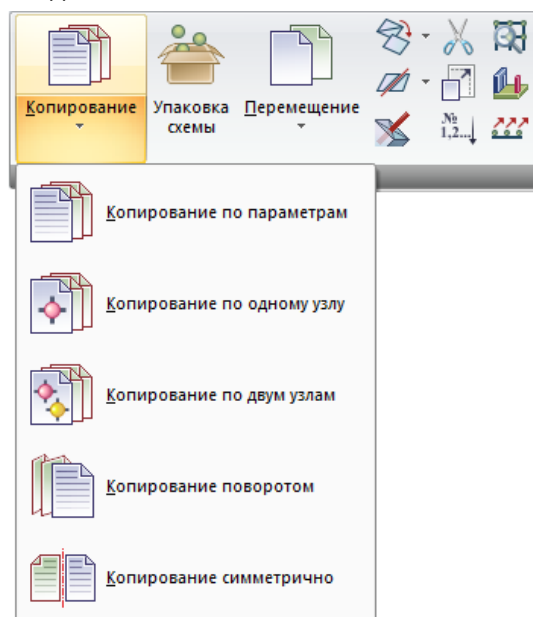 Копирование
Упаковка схемы
Перемещение
№
1,2...
Копирование по параметрам
Копирование по одному узлу
Копирование по двум узлам
Копирование поворотом
Копирование симметрично